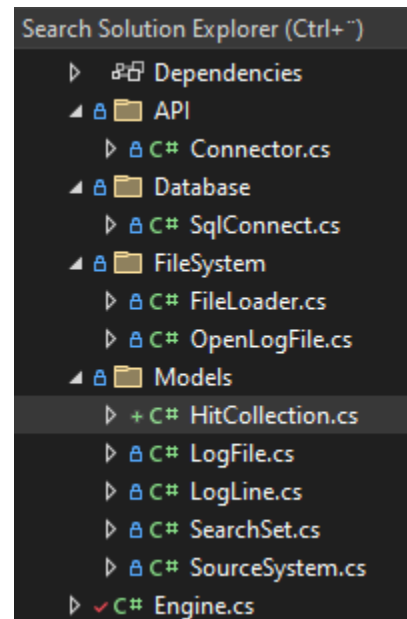 Search Solution Explorer (Ctrl+¨)
Dependencies
API
C# Connector.cs
Database
C# SqlConnect.cs
FileSystem
C# FileLoader.cs
C# OpenLogFile.cs
Models
+ C# HitCollection.cs
C# LogFile.cs
C# LogLine.cs
C# SearchSet.cs
C# SourceSystem.cs
C# Engine.cs